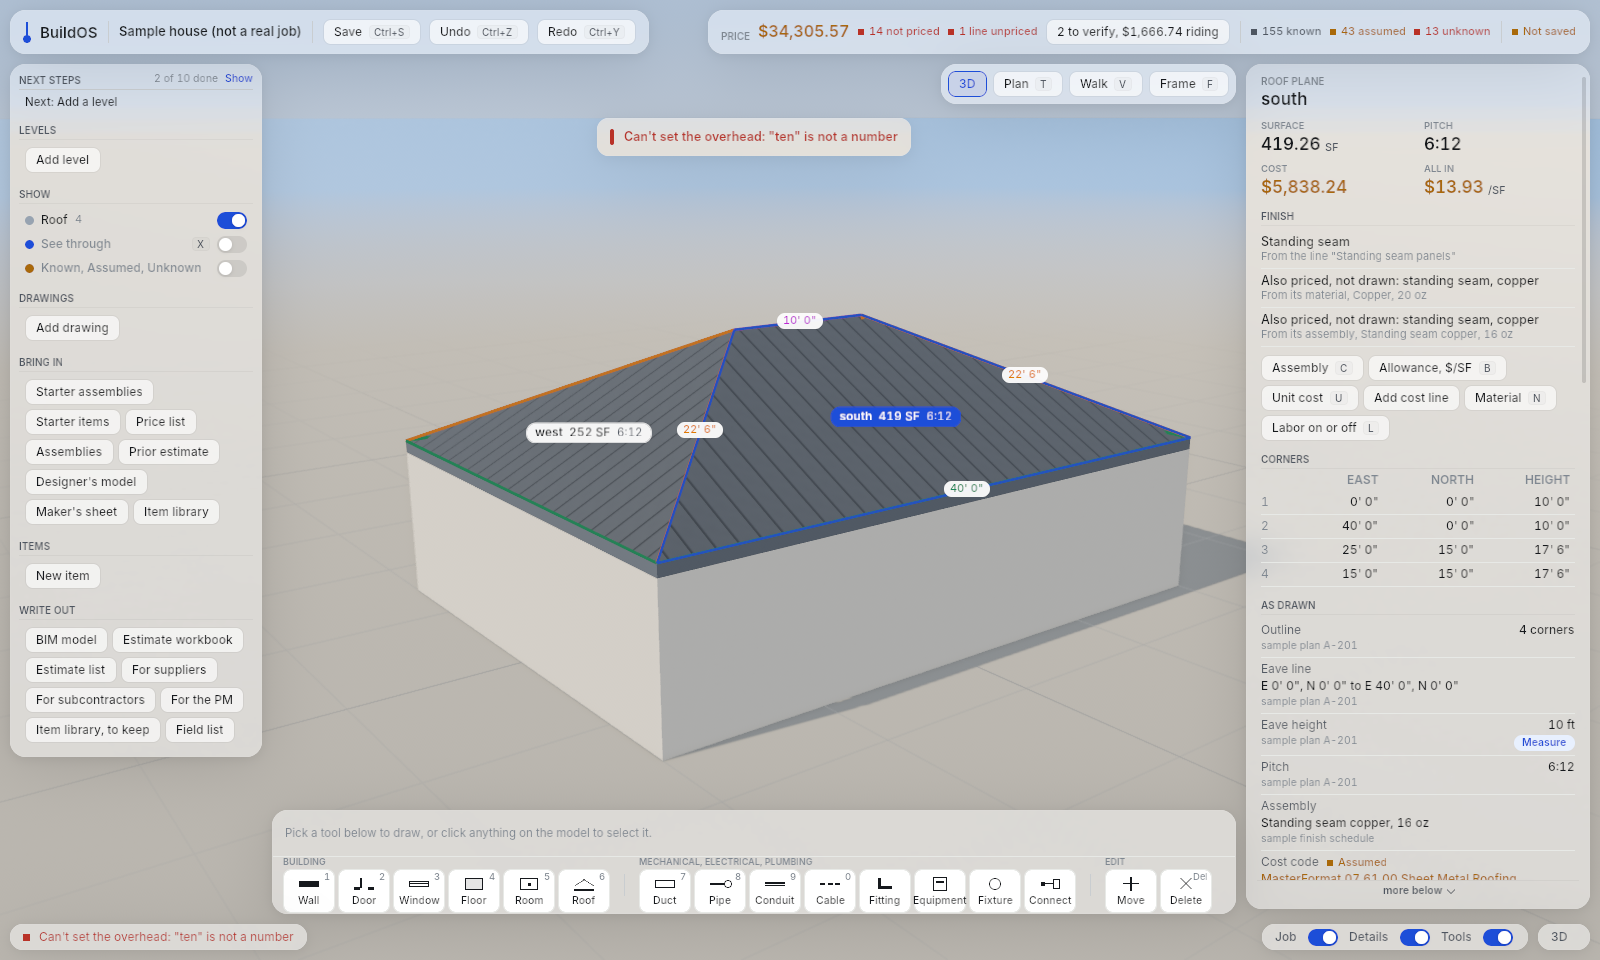 BuildOS
Sample house (not a real job)
Save Ctrl+S
Undo Ctrl+Z
Redo Ctrl+Y
PRICE $34,305.57
14 not priced
1 line unpriced
2 to verify, $1,666.74 riding
155 known
43 assumed
13 unknown
Not saved
NEXT STEPS 2 of 10 done Show
Next: Add a level
LEVELS
Add level
SHOW
Roof 4
See through X
Known, Assumed, Unknown
DRAWINGS
Add drawing
BRING IN
Starter assemblies
Starter items Price list
Assemblies Prior estimate
Designer's model
Maker's sheet Item library
ITEMS
New item
WRITE OUT
BIM model Estimate workbook
Estimate list For suppliers
For subcontractors For the PM
Item library, to keep Field list
3D Plan T Walk V Frame F
Can't set the overhead: "ten" is not a number
10' 0"
22' 6"
south 419 SF 6:12
west 252 SF 6:12
22' 6"
40' 0"
ROOF PLANE
south
SURFACE PITCH
419.26 SF 6:12
COST ALL IN
$5,838.24 $13.93 /SF
FINISH
Standing seam
From the line "Standing seam panels"
Also priced, not drawn: standing seam, copper
From its material, Copper, 20 oz
Also priced, not drawn: standing seam, copper
From its assembly, Standing seam copper, 16 oz
Assembly C Allowance, $/SF B
Unit cost U Add cost line Material N
Labor on or off L
CORNERS
EAST NORTH HEIGHT
1 0' 0" 0' 0" 10' 0"
2 40' 0" 0' 0" 10' 0"
3 25' 0" 15' 0" 17' 6"
4 15' 0" 15' 0" 17' 6"
AS DRAWN
Outline 4 corners
sample plan A-201
Eave line
E 0' 0", N 0' 0" to E 40' 0", N 0' 0"
sample plan A-201
Eave height 10 ft
sample plan A-201 Measure
Pitch 6:12
sample plan A-201
Assembly
Standing seam copper, 16 oz
sample finish schedule
Cost code Assumed
MasterFormat 07 61 00 Sheet Metal Roofing
more below
Pick a tool below to draw, or click anything on the model to select it.
BUILDING MECHANICAL, ELECTRICAL, PLUMBING EDIT
1 2 3 4 5 6 7 8 9 0 Del
Wall Door Window Floor Room Roof Duct Pipe Conduit Cable Fitting Equipment Fixture Connect Move Delete
Can't set the overhead: "ten" is not a number
Job Details Tools 3D